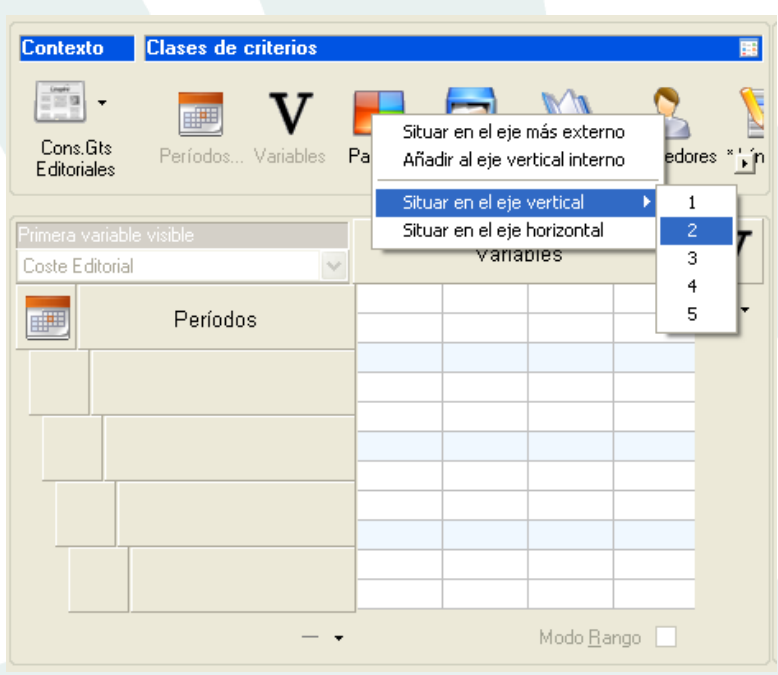 Contexto
Clases de criterios
Cons.Gts
Editoriales
Períodos...
V
Variables
Pa
edores
Situar en el eje más externo
Añadir al eje vertical interno
Situar en el eje vertical
Situar en el eje horizontal
1
2
3
4
5
Primera variable visible
Coste Editorial
Variables
Períodos
Modo Rango